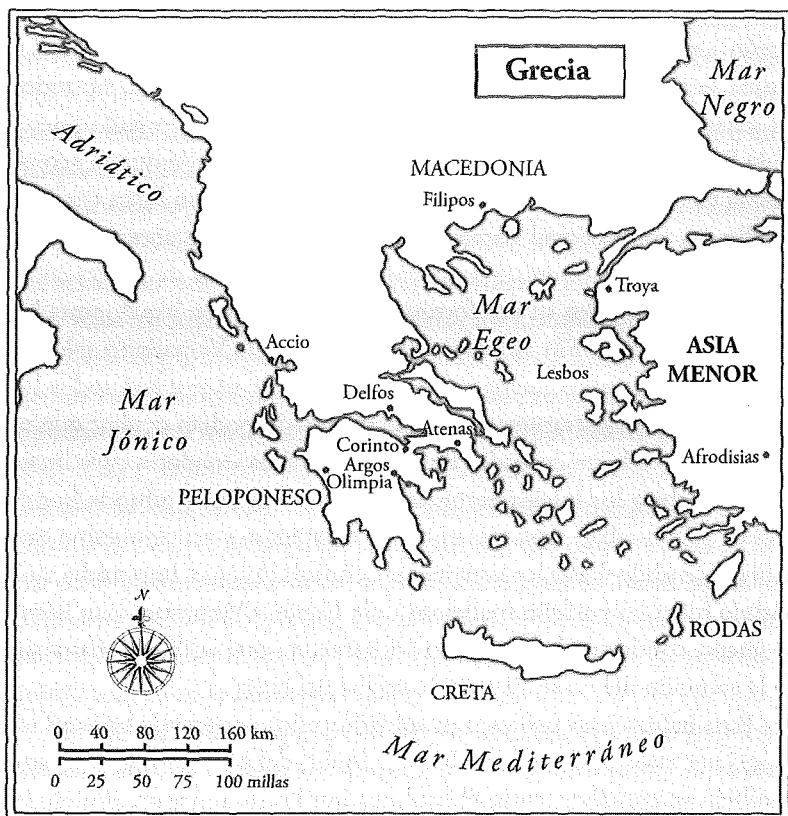 Grecia
Mar
Negro
Adriático
MACEDONIA
Filipos
Troya
Mar
Egeo
ASIA
MENOR
Accio
Lesbos
Mar
Jónico
Delfos
Atenas
Corinto
Argos
Olimpia
Afrodisias
PELOPONESO
N
RODAS
CRETA
0 40 80 120 160 km
0 25 50 75 100 millas
Mar Mediterráneo